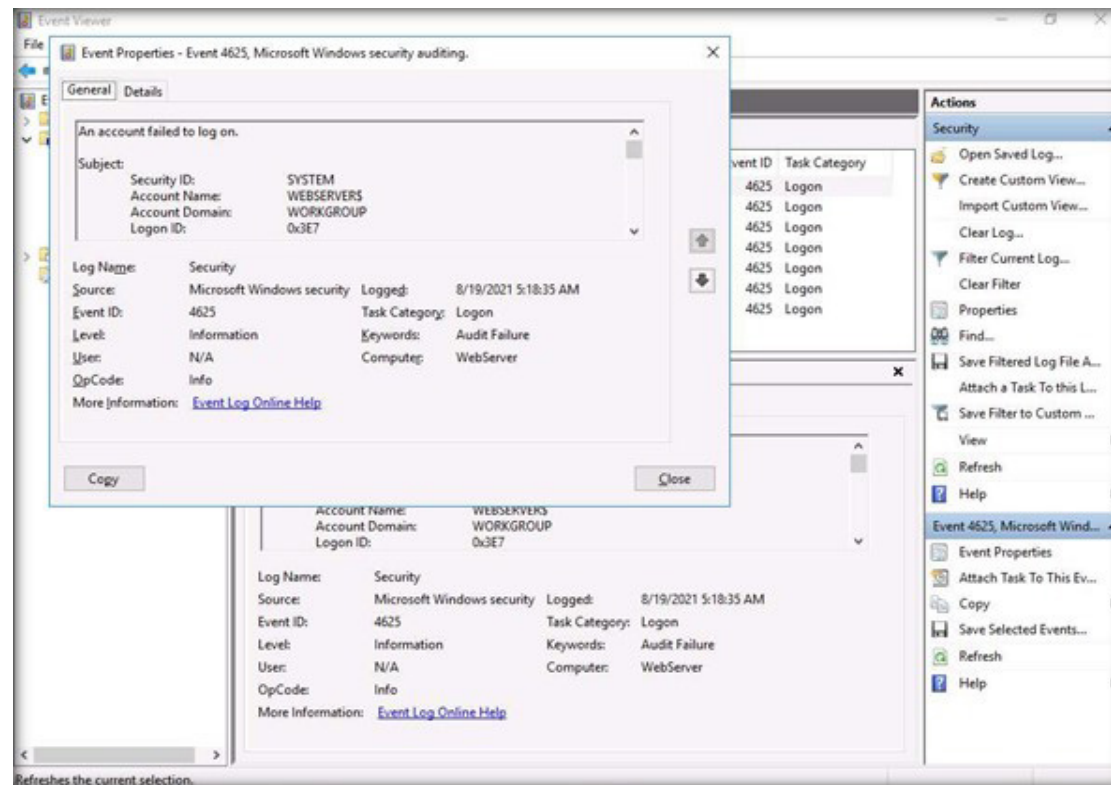 Event Viewer
File
Event Properties - Event 4625, Microsoft Windows security auditing.
General Details
An account failed to log on.
Subject:
Security ID: SYSTEM
Account Name: WEBSERVER$
Account Domain: WORKGROUP
Logon ID: 0x3E7
Log Name: Security
Source: Microsoft Windows security Logged: 8/19/2021 5:18:35 AM
Event ID: 4625 Task Category: Logon
Level: Information Keywords: Audit Failure
User: N/A Computer: WebServer
OpCode: Info
More Information: Event Log Online Help
Copy Close
vent ID Task Category
4625 Logon
4625 Logon
4625 Logon
4625 Logon
4625 Logon
4625 Logon
4625 Logon
Account Name: WEBSERVER$
Account Domain: WORKGROUP
Logon ID: 0x3E7
Log Name: Security
Source: Microsoft Windows security Logged: 8/19/2021 5:18:35 AM
Event ID: 4625 Task Category: Logon
Level: Information Keywords: Audit Failure
User: N/A Computer: WebServer
OpCode: Info
More Information: Event Log Online Help
Actions
Security
Open Saved Log...
Create Custom View...
Import Custom View...
Clear Log...
Filter Current Log...
Clear Filter
Properties
Find...
Save Filtered Log File A...
Attach a Task To this L...
Save Filter to Custom ...
View
Refresh
Help
Event 4625, Microsoft Wind...
Event Properties
Attach Task To This Ev...
Copy
Save Selected Events...
Refresh
Help
Refreshes the current selection.